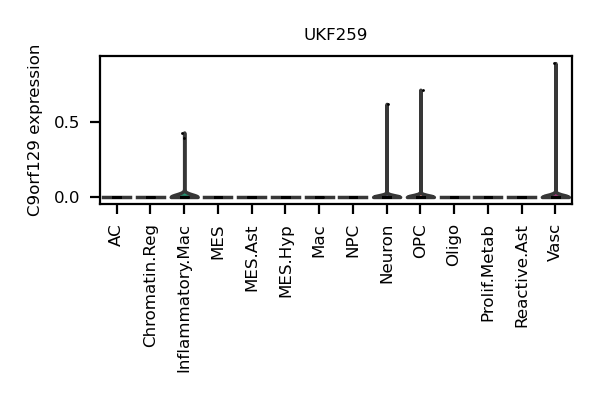 UKF259
C9orf129 expression
0.5
0.0
AC
Chromatin.Reg
Inflammatory.Mac
MES
MES.Ast
MES.Hyp
Mac
NPC
Neuron
OPC
Oligo
Prolif.Metab
Reactive.Ast
Vasc